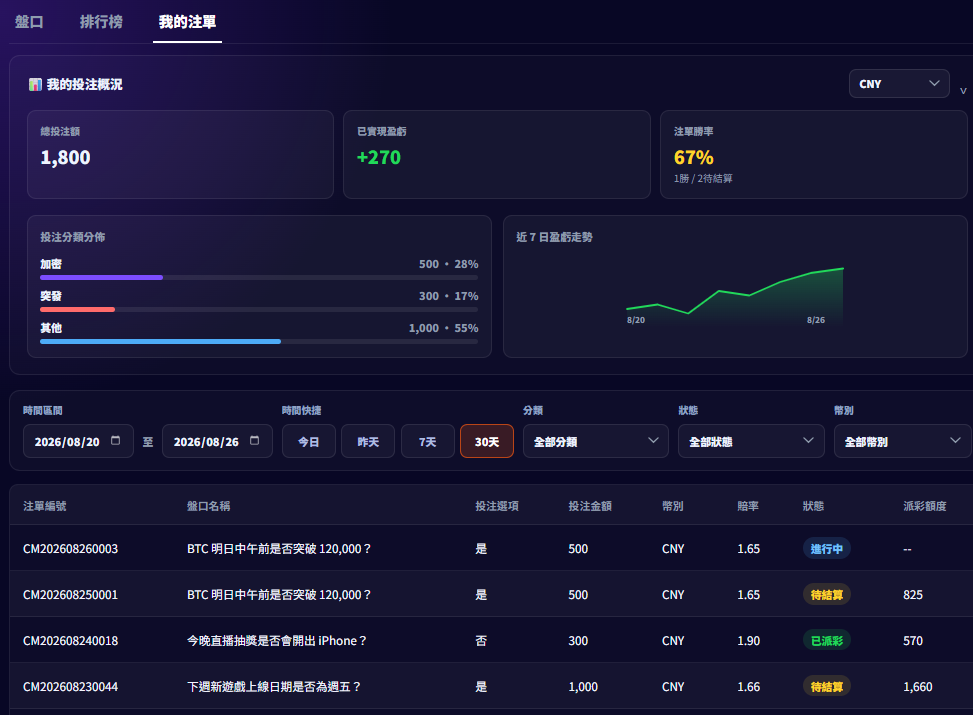 盤口 排行榜 我的注單
我的投注概況 CNY
總投注額 已實現盈虧 注單勝率
1,800 +270 67%
1勝 / 2待結算
投注分類分佈 近 7 日盈虧走勢
加密 500 • 28%
突發 300 • 17%
其他 1,000 • 55%
8/20 8/26
時間區間 時間快捷 分類 狀態 幣別
2026/08/20 至 2026/08/26 今日 昨天 7天 30天 全部分類 全部狀態 全部幣別
注單編號 盤口名稱 投注選項 投注金額 幣別 賠率 狀態 派彩額度
CM202608260003 BTC 明日中午前是否突破 120,000？ 是 500 CNY 1.65 進行中 --
CM202608250001 BTC 明日中午前是否突破 120,000？ 是 500 CNY 1.65 待結算 825
CM202608240018 今晚直播抽獎是否會開出 iPhone？ 否 300 CNY 1.90 已派彩 570
CM202608230044 下週新遊戲上線日期是否為週五？ 是 1,000 CNY 1.66 待結算 1,660